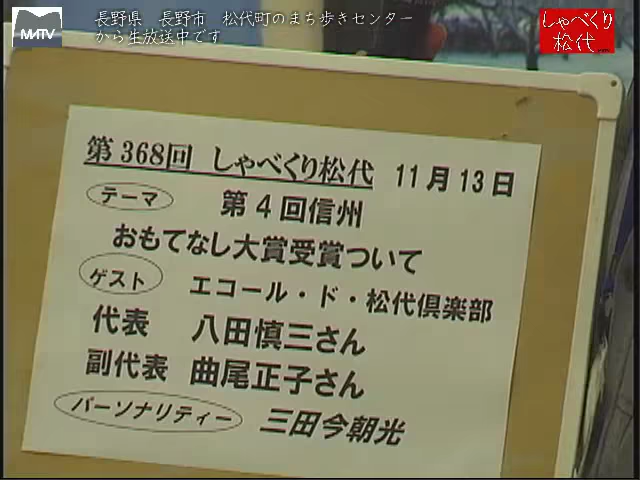 MATV
長野県　長野市　松代町のまち歩きセンター
から生放送中です
しゃべくり
松代
第368回　しゃべくり松代　11月13日
テーマ　第4回信州
おもてなし大賞受賞ついて
ゲスト　エコール・ド・松代倶楽部
代表　八田慎三さん
副代表　曲尾正子さん
パーソナリティー　三田今朝光